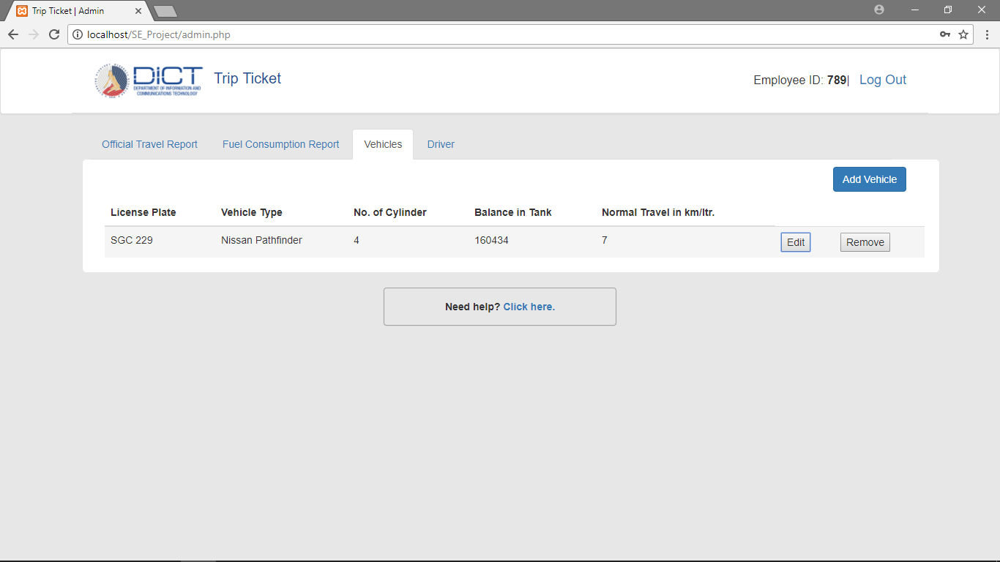 Trip Ticket | Admin
localhost/SE_Project/admin.php
DICT
DEPARTMENT OF INFORMATION AND
COMMUNICATIONS TECHNOLOGY
Trip Ticket
Employee ID: 789| Log Out
Official Travel Report Fuel Consumption Report Vehicles Driver
Add Vehicle
License Plate Vehicle Type No. of Cylinder Balance in Tank Normal Travel in km/ltr.
SGC 229 Nissan Pathfinder 4 160434 7 Edit Remove
Need help? Click here.